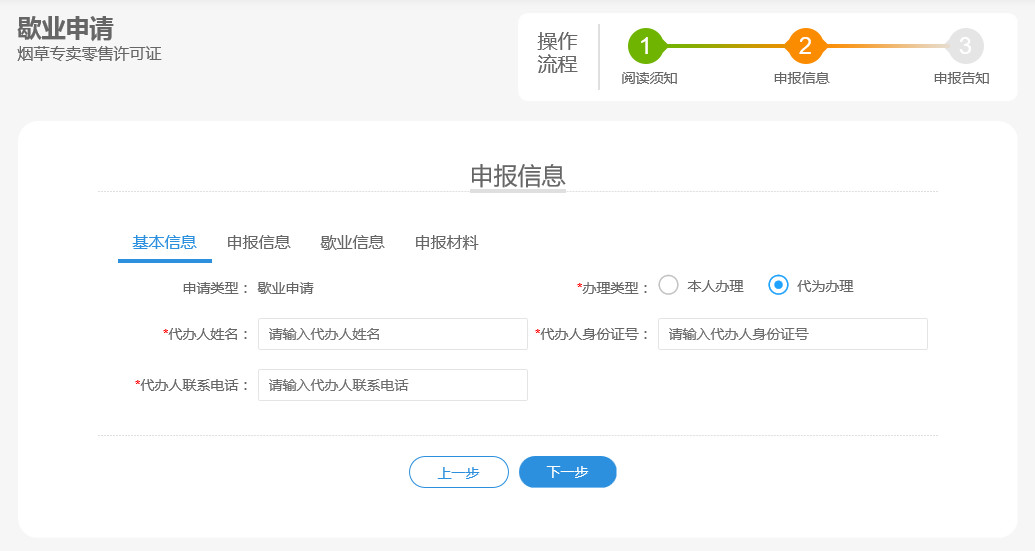 歇业申请
烟草专卖零售许可证
操作
流程
1
2
3
阅读须知
申报信息
申报告知
申报信息
基本信息 申报信息 歇业信息 申报材料
申请类型： 歇业申请
*办理类型： 本人办理 代为办理
*代办人姓名： 请输入代办人姓名
*代办人身份证号： 请输入代办人身份证号
*代办人联系电话： 请输入代办人联系电话
上一步 下一步